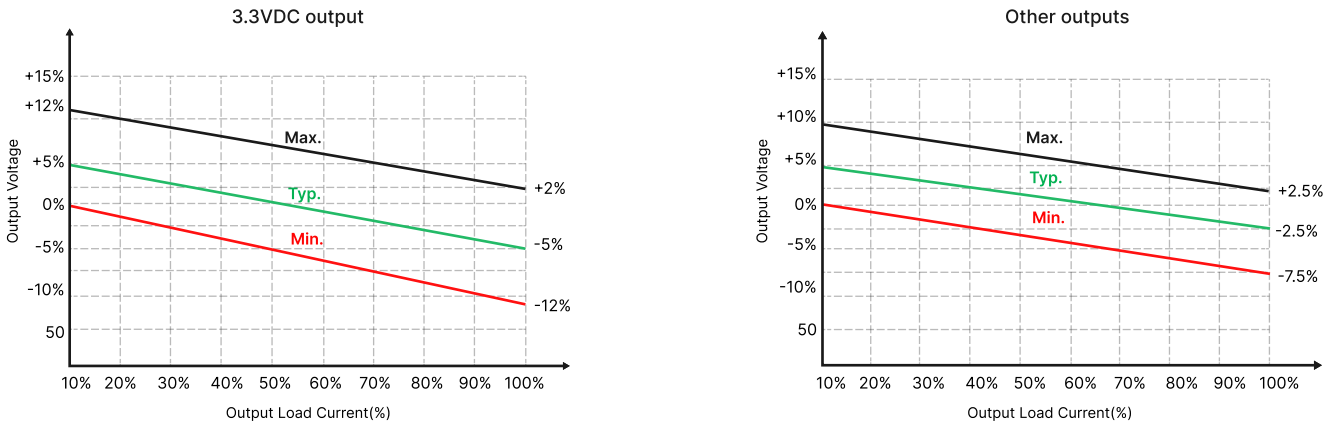 3.3VDC output
+15%
+12%
+5%
0%
-5%
-10%
50
Output Voltage
Max.
Typ.
Min.
+2%
-5%
-12%
10% 20% 30% 40% 50% 60% 70% 80% 90% 100%
Output Load Current(%)
Other outputs
+15%
+10%
+5%
0%
-5%
-10%
50
Output Voltage
Max.
Typ.
Min.
+2.5%
-2.5%
-7.5%
10% 20% 30% 40% 50% 60% 70% 80% 90% 100%
Output Load Current(%)